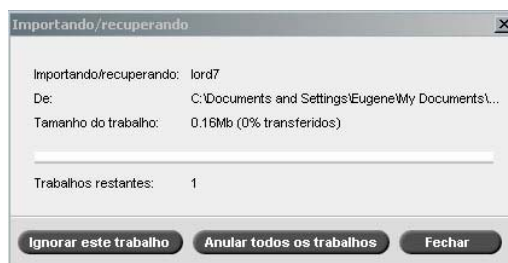 Importando/recuperando
Importando/recuperando: lord7
De: C:\Documents and Settings\Eugene\My Documents\...
Tamanho do trabalho: 0.16Mb (0% transferidos)
Trabalhos restantes: 1
Ignorar este trabalho Anular todos os trabalhos Fechar